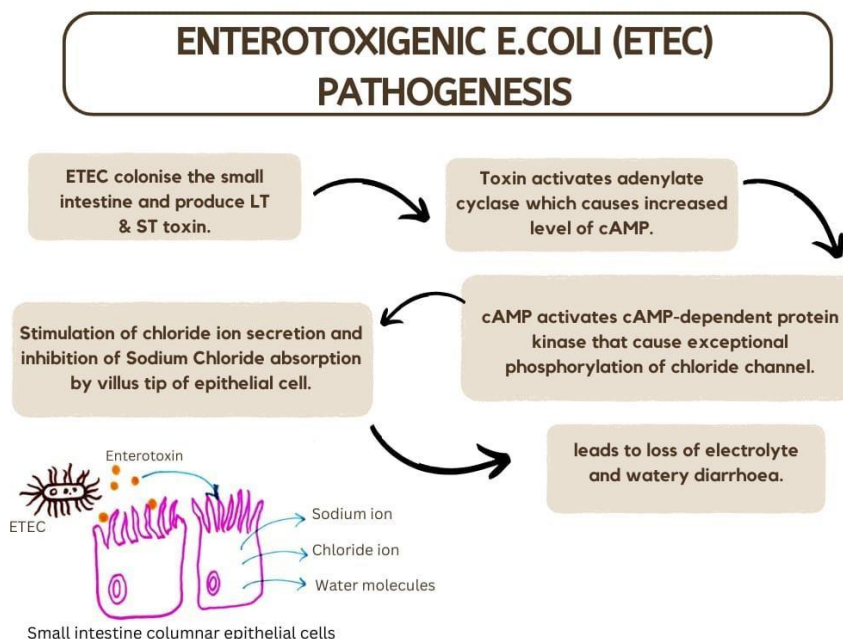 ENTEROTOXIGENIC E.COLI (ETEC)
PATHOGENESIS
ETEC colonise the small
intestine and produce LT
& ST toxin.
Toxin activates adenylate
cyclase which causes increased
level of cAMP.
cAMP activates cAMP-dependent protein
kinase that cause exceptional
phosphorylation of chloride channel.
Stimulation of chloride ion secretion and
inhibition of Sodium Chloride absorption
by villus tip of epithelial cell.
leads to loss of electrolyte
and watery diarrhoea.
Enterotoxin
ETEC
Sodium ion
Chloride ion
Water molecules
Small intestine columnar epithelial cells